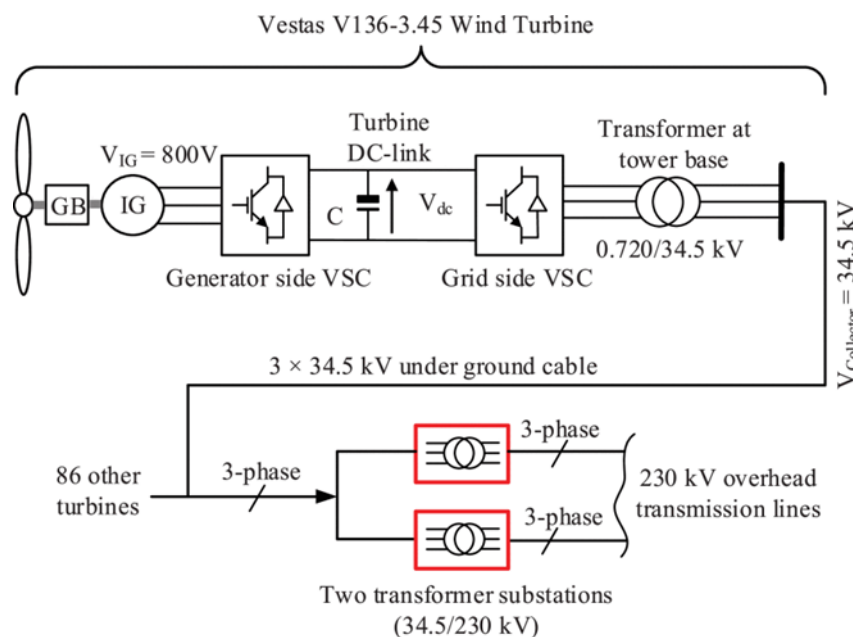 Vestas V136-3.45 Wind Turbine
V_IG = 800V
Turbine
DC-link
Transformer at
tower base
GB
IG
C
V_dc
0.720/34.5 kV
Generator side VSC
Grid side VSC
V_Collector = 34.5 kV
3 × 34.5 kV under ground cable
86 other
turbines
3-phase
3-phase
3-phase
230 kV overhead
transmission lines
Two transformer substations
(34.5/230 kV)